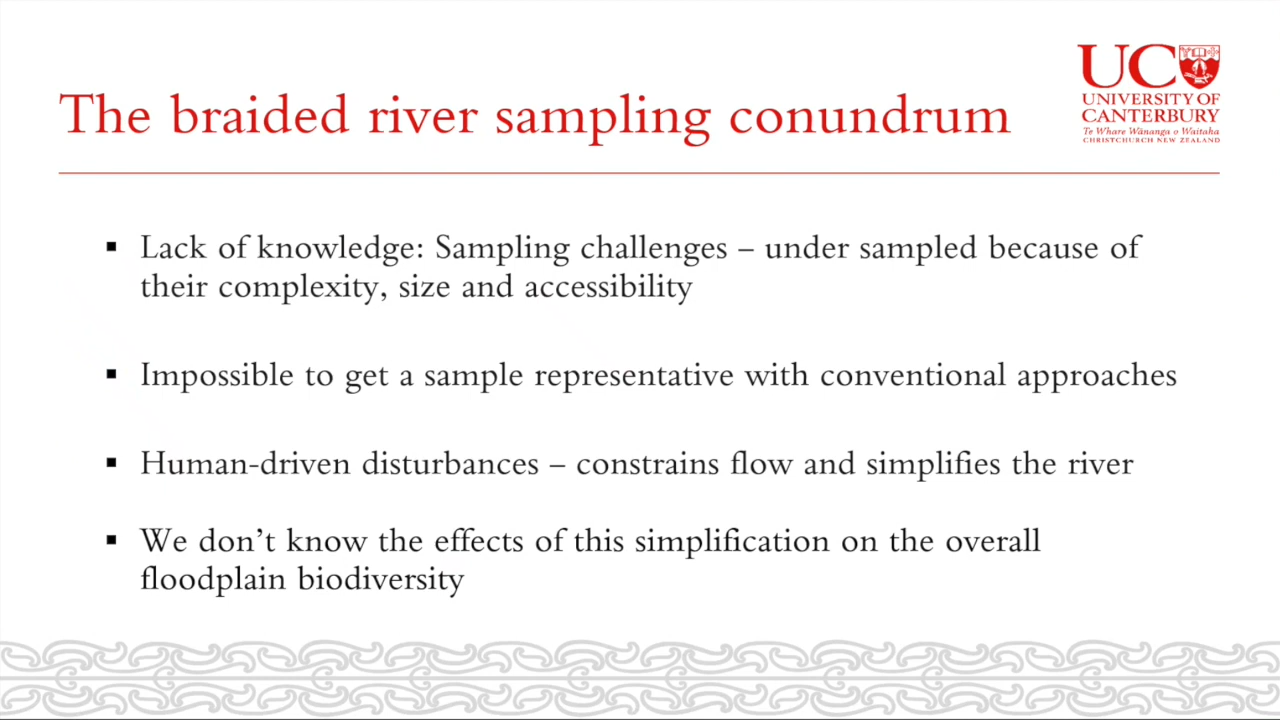 The braided river sampling conundrum
UC
UNIVERSITY OF
CANTERBURY
Te Whare Wānanga o Waitaha
CHRISTCHURCH NEW ZEALAND
▪ Lack of knowledge: Sampling challenges – under sampled because of
their complexity, size and accessibility
▪ Impossible to get a sample representative with conventional approaches
▪ Human-driven disturbances – constrains flow and simplifies the river
▪ We don’t know the effects of this simplification on the overall
floodplain biodiversity